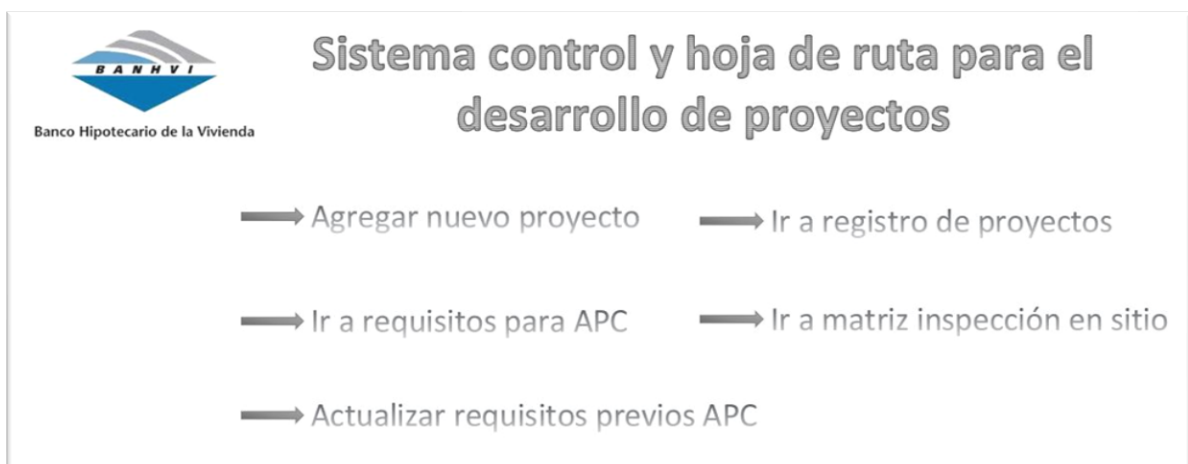 BANHVI
Banco Hipotecario de la Vivienda
Sistema control y hoja de ruta para el
desarrollo de proyectos
Agregar nuevo proyecto
Ir a registro de proyectos
Ir a requisitos para APC
Ir a matriz inspección en sitio
Actualizar requisitos previos APC